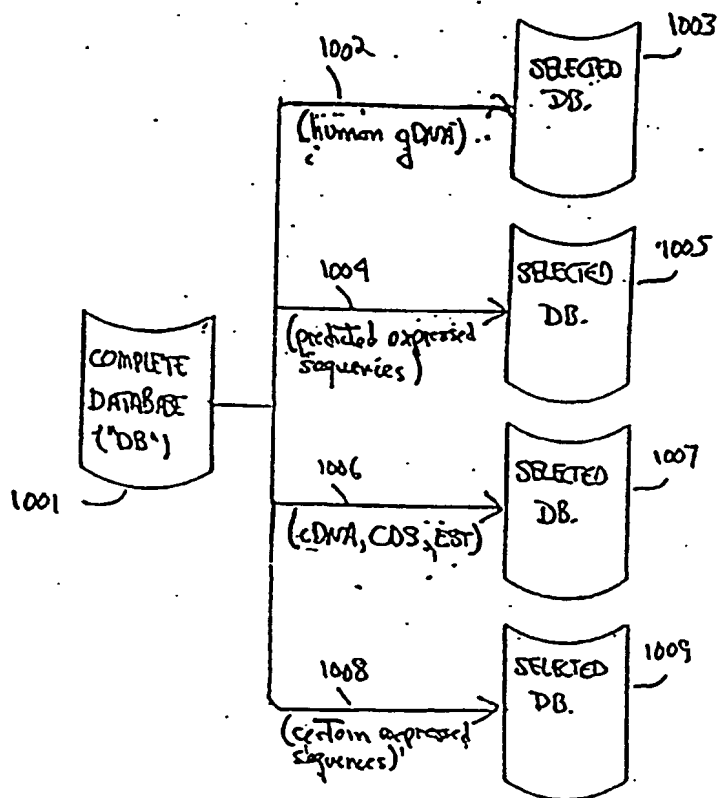 1002
1003
SELECTED
DB.
(human gDNA)
1004
1005
SELECTED
DB.
(predicted expressed
sequences)
COMPLETE
DATABASE
("DB")
1001
1006
1007
SELECTED
DB.
(cDNA, CDS, EST)
1008
1009
SELECTED
DB.
(certain expressed
sequences)